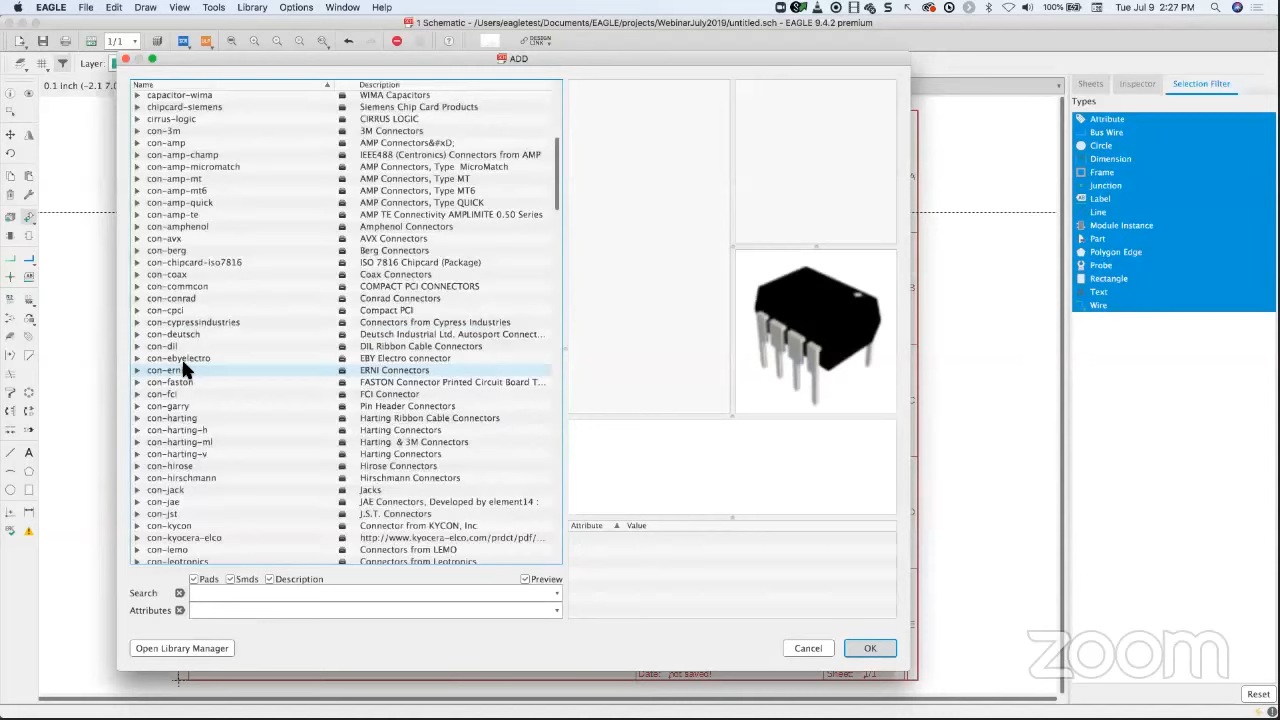 EAGLE File Edit Draw View Tools Library Options Window Help 100% Tue Jul 9 2:27 PM
1 Schematic - /Users/eagletest/Documents/EAGLE/projects/WebinarJuly2019/untitled.sch - EAGLE 9.4.2 premium
1/1 DESIGN LINK
Layer:
ADD
0.1 inch (-2.1 7.0
Sheets Inspector Selection Filter
Name Description
capacitor-wima WIMA Capacitors
chipcard-siemens Siemens Chip Card Products
cirrus-logic CIRRUS LOGIC
con-3m 3M Connectors
con-amp AMP Connectors&#xD;
con-amp-champ IEEE488 (Centronics) Connectors from AMP
con-amp-micromatch AMP Connectors, Type MicroMatch
con-amp-mt AMP Connectors, Type MT
con-amp-mt6 AMP Connectors, Type MT6
con-amp-quick AMP Connectors, Type QUICK
con-amp-te AMP TE Connectivity AMPLIMITE 0.50 Series
con-amphenol Amphenol Connectors
con-avx AVX Connectors
con-berg Berg Connectors
con-chipcard-iso7816 ISO 7816 Chipcard (Package)
con-coax Coax Connectors
con-commcon COMPACT PCI CONNECTORS
con-conrad Conrad Connectors
con-cpci Compact PCI
con-cypressindustries Connectors from Cypress Industries
con-deutsch Deutsch Industrial Ltd. Autosport Connect...
con-dil DIL Ribbon Cable Connectors
con-ebyelectro EBY Electro connector
con-erni ERNI Connectors
con-faston FASTON Connector Printed Circuit Board T...
con-fci FCI Connector
con-garry Pin Header Connectors
con-harting Harting Ribbon Cable Connectors
con-harting-h Harting Connectors
con-harting-ml Harting & 3M Connectors
con-harting-v Harting Connectors
con-hirose Hirose Connectors
con-hirschmann Hirschmann Connectors
con-jack Jacks
con-jae JAE Connectors, Developed by element14 :
con-jst J.S.T. Connectors
con-kycon Connector from KYCON, Inc
con-kyocera-elco http://www.kyocera-elco.com/prdct/pdf/...
con-lemo Connectors from LEMO
con-leotronics Connectors from Leotronics
Pads Smds Description Preview
Search
Attributes
Open Library Manager
Attribute Value
Cancel OK
Types
Attribute
Bus Wire
Circle
Dimension
Frame
Junction
Label
Line
Module Instance
Part
Polygon Edge
Probe
Rectangle
Text
Wire
Date: not saved! Sheet: 1/1
zoom
Reset